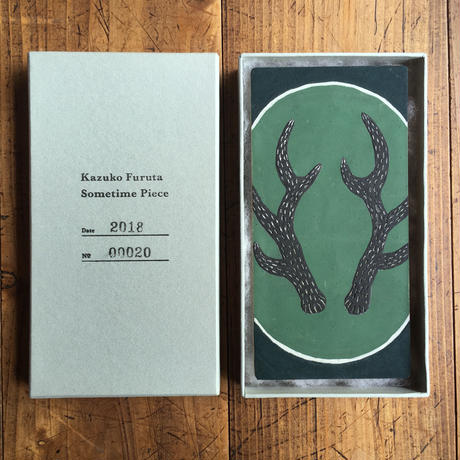 Kazuko Furuta
Sometime Piece
Date 2018
Nº 00020